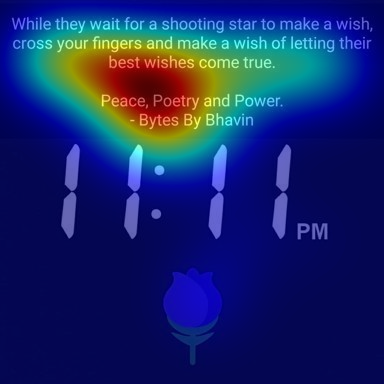 While they wait for a shooting star to make a wish,
cross your fingers and make a wish of letting their
best wishes come true.
Peace, Poetry and Power.
- Bytes By Bhavin
11:11 PM